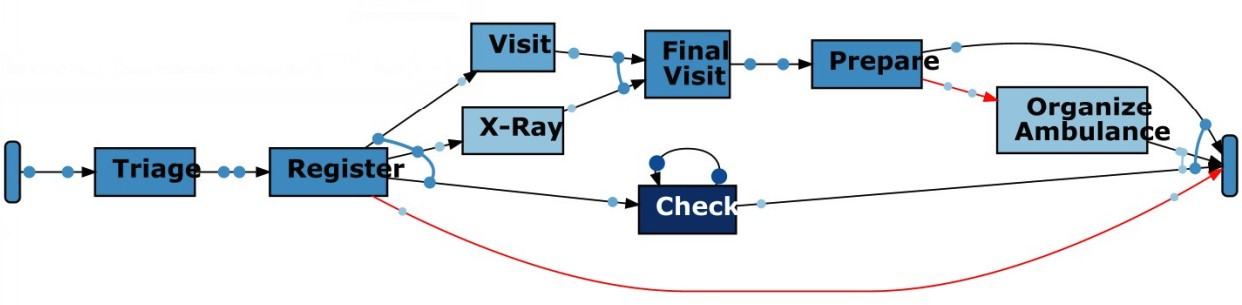 Visit
Final
Visit
Prepare
X-Ray
Organize
Ambulance
Triage
Register
Check